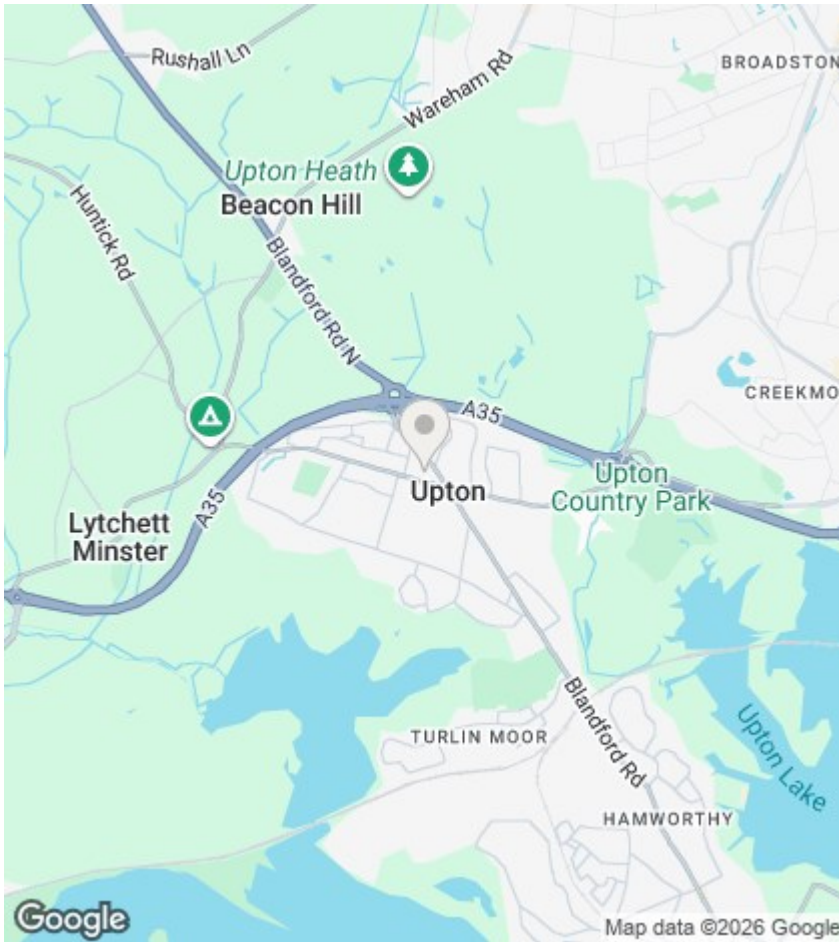 Rushall Ln
Wareham Rd
BROADSTON
Upton Heath
Beacon Hill
Huntick Rd
Blandford Rd N
A35
CREEKMO
Upton
Upton
Country Park
Lytchett
Minster
A35
Blandford Rd
TURLIN MOOR
Upton Lake
HAMWORTHY
Google
Map data ©2026 Google